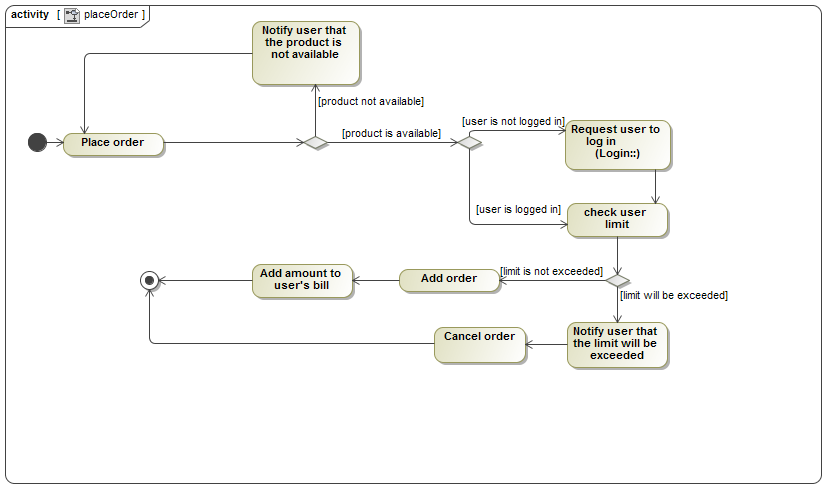 activity [ placeOrder ]
Notify user that
the product is
not available
[product not available]
[user is not logged in]
[product is available]
Place order
Request user to
log in
(Login::)
[user is logged in]
check user
limit
[limit is not exceeded]
Add amount to
user's bill
Add order
[limit will be exceeded]
Cancel order
Notify user that
the limit will be
exceeded